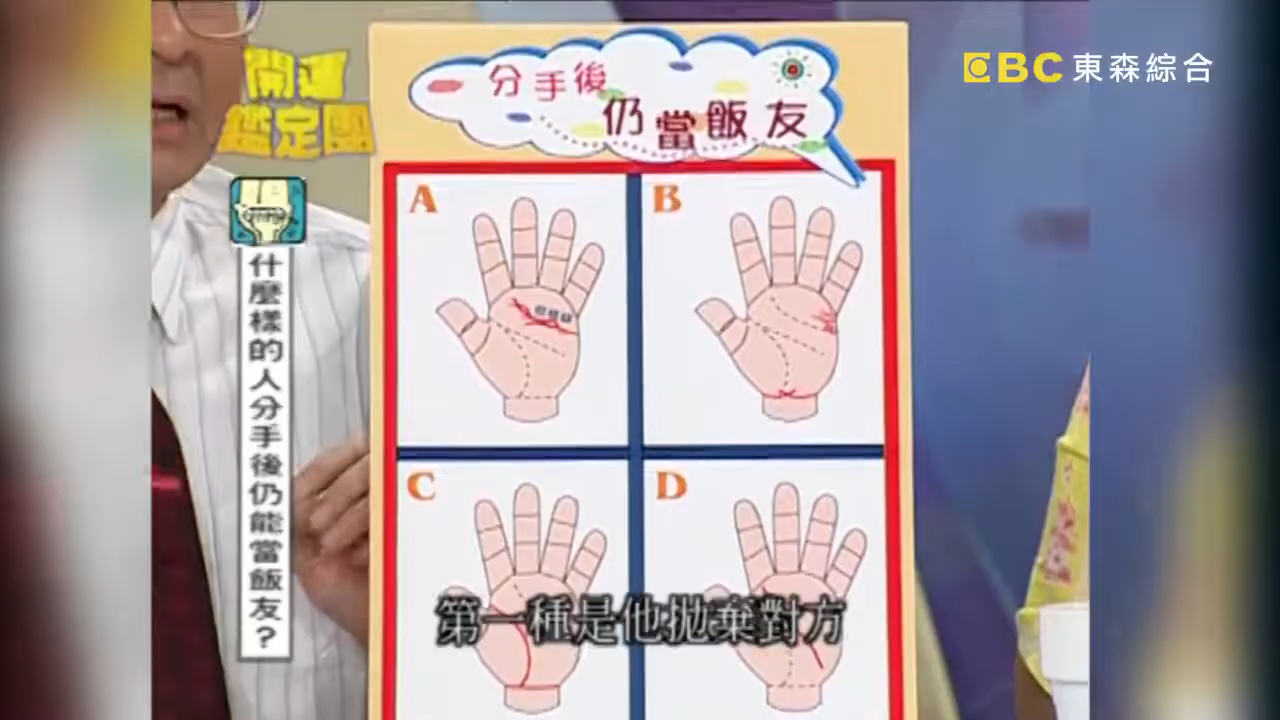 EBC 東森綜合
開運
鑑定團
什麼樣的人分手後仍能當飯友？
分手後
仍當飯友
A
B
C
D
第一種是他拋棄對方